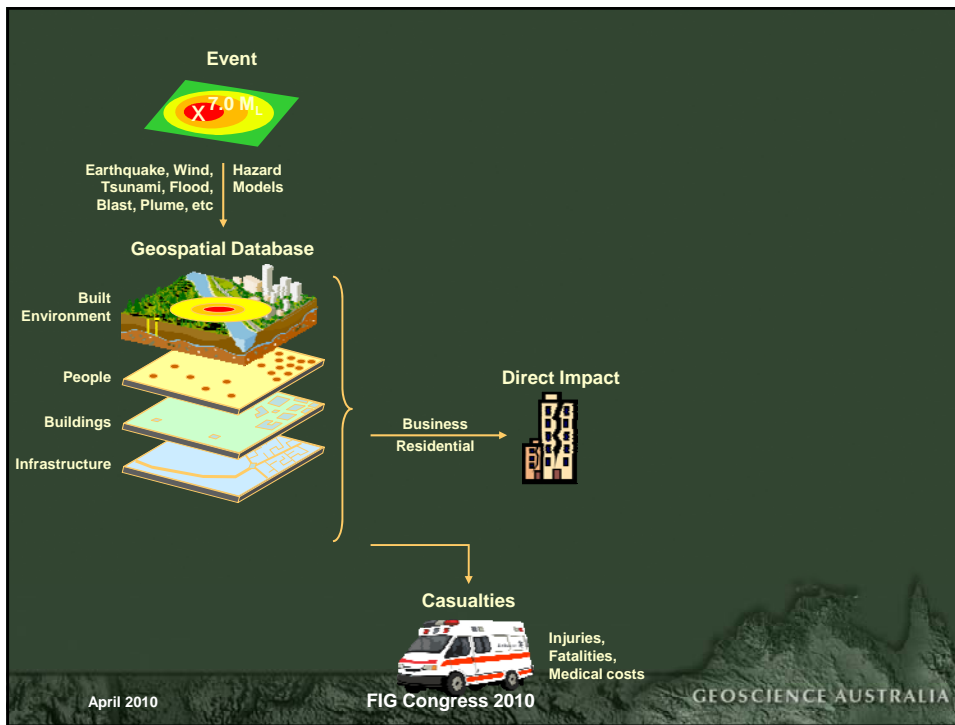 Event
X 7.0 ML
Earthquake, Wind,
Tsunami, Flood,
Blast, Plume, etc
Hazard
Models
Geospatial Database
Built
Environment
People
Buildings
Infrastructure
Business
Residential
Direct Impact
Casualties
Injuries,
Fatalities,
Medical costs
April 2010
FIG Congress 2010
GEOSCIENCE AUSTRALIA